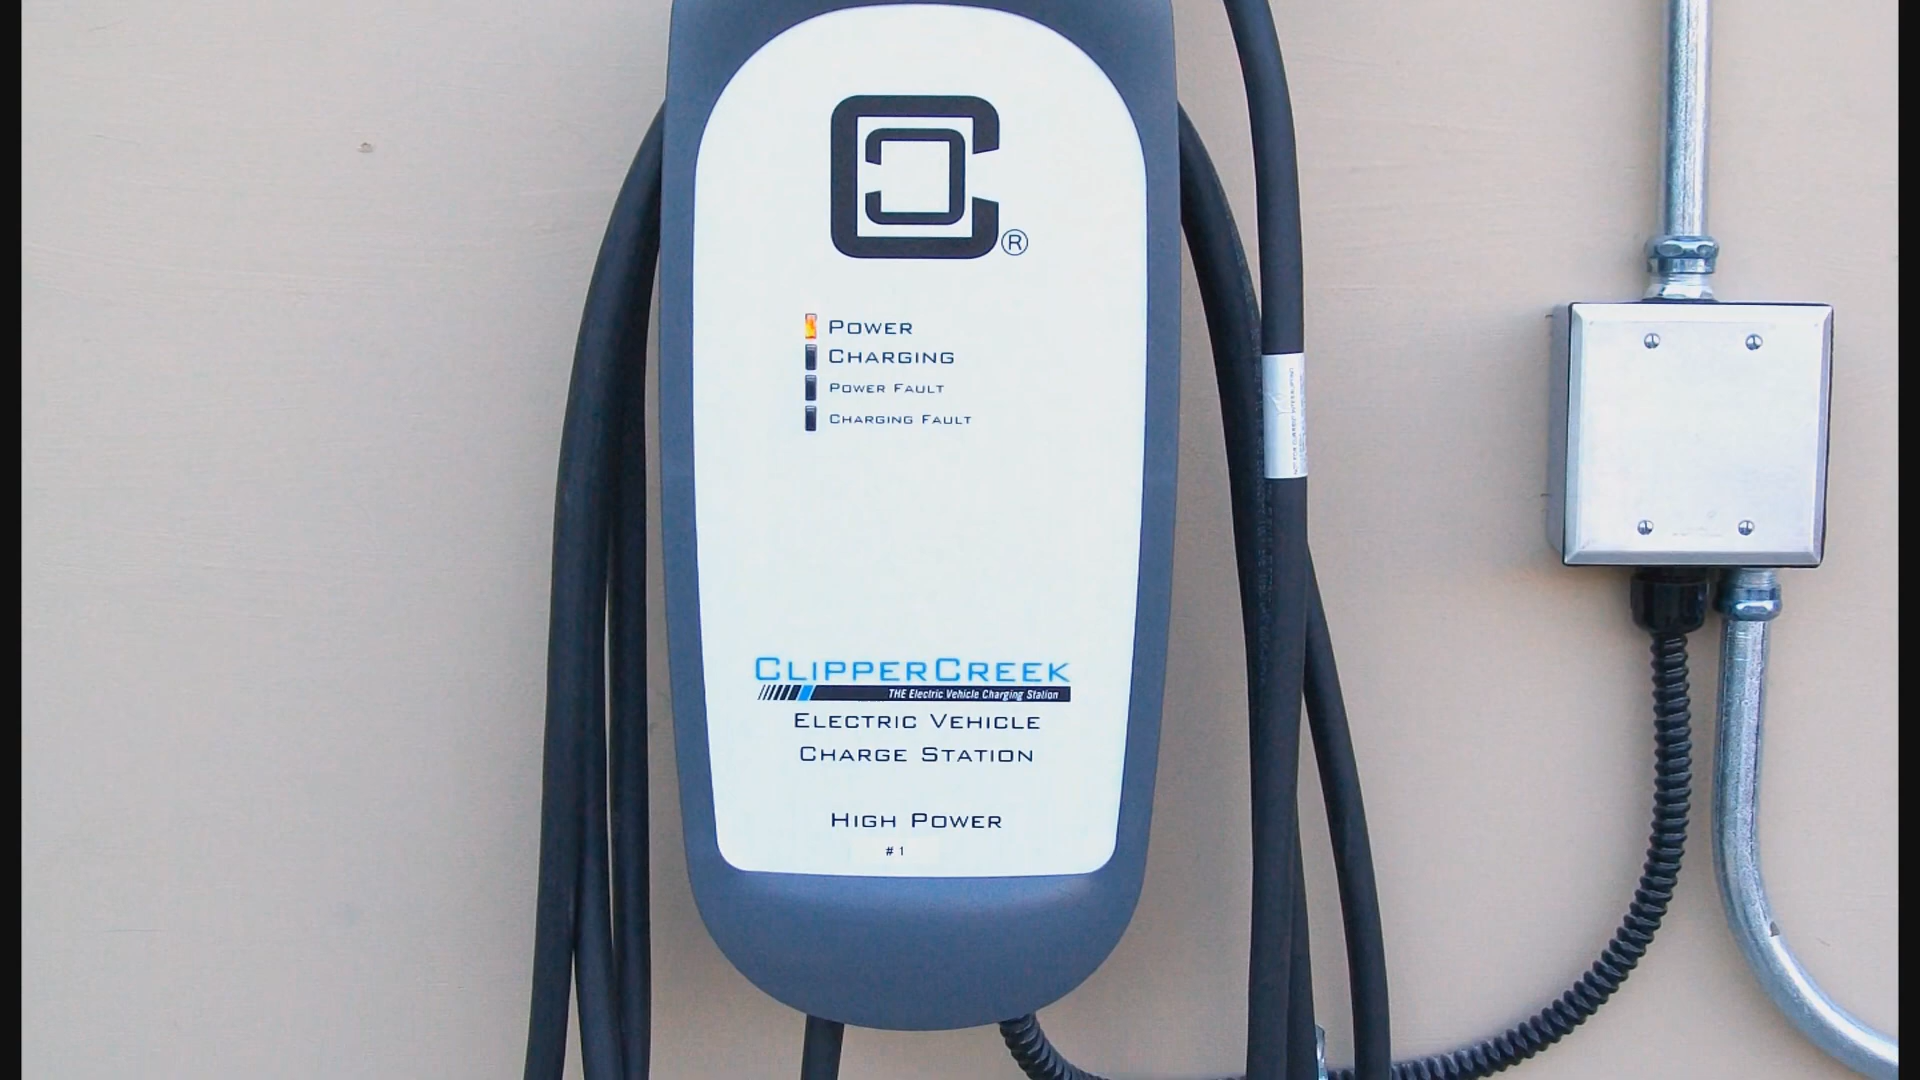 ®
POWER
CHARGING
POWER FAULT
CHARGING FAULT
CLIPPERCREEK
THE Electric Vehicle Charging Station
ELECTRIC VEHICLE
CHARGE STATION
HIGH POWER
# 1